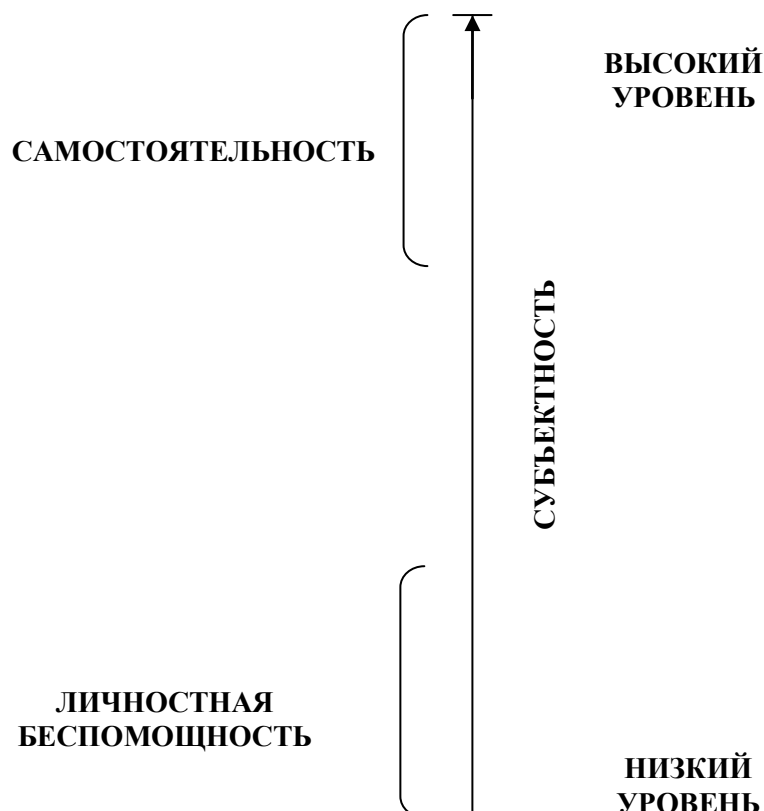 ВЫСОКИЙ
УРОВЕНЬ
САМОСТОЯТЕЛЬНОСТЬ
СУБЪЕКТНОСТЬ
ЛИЧНОСТНАЯ
БЕСПОМОЩНОСТЬ
НИЗКИЙ
УРОВЕНЬ